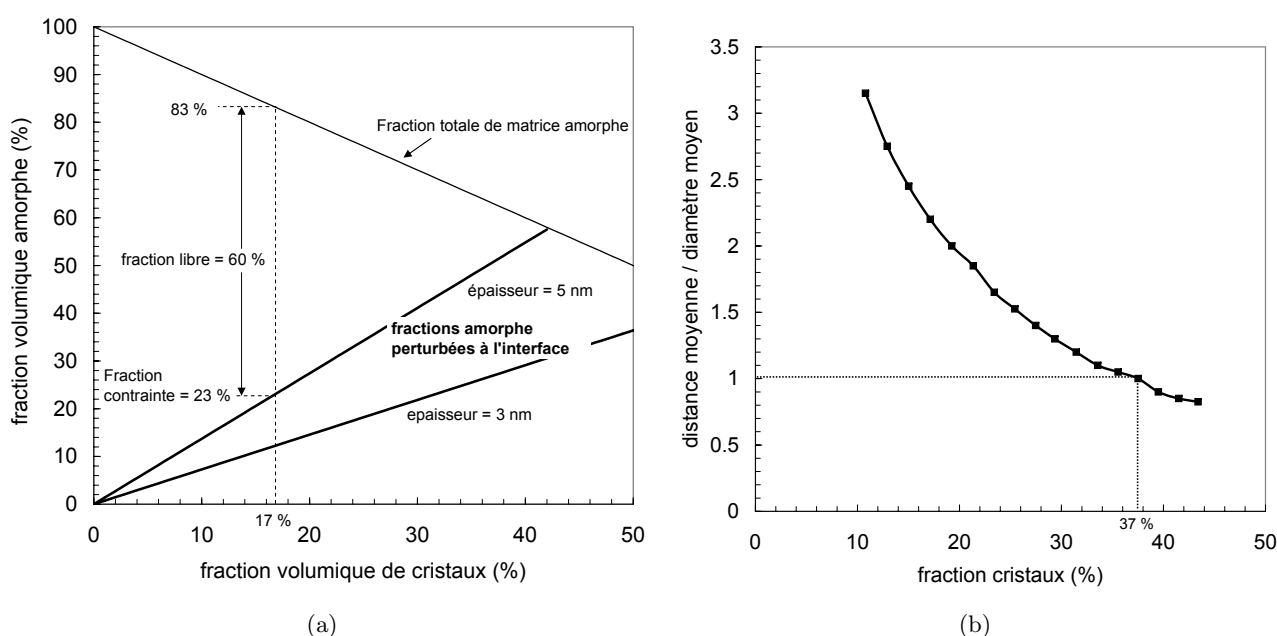 fraction volumique amorphe (%)
100
90
80
70
60
50
40
30
20
10
0
83 %
Fraction totale de matrice amorphe
fraction libre = 60 %
épaisseur = 5 nm
fractions amorphe
perturbées à l'interface
Fraction
contrainte = 23 %
epaisseur = 3 nm
17 %
0 10 20 30 40 50
fraction volumique de cristaux (%)
(a)
distance moyenne / diamètre moyen
3.5
3
2.5
2
1.5
1
0.5
0
37 %
0 10 20 30 40 50
fraction cristaux (%)
(b)